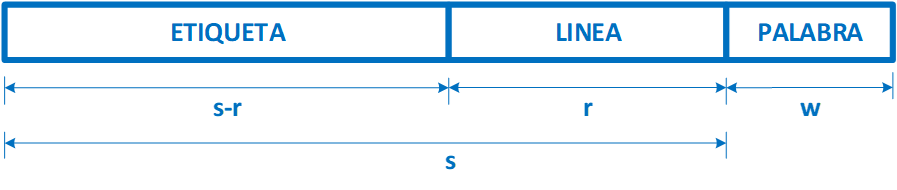 ETIQUETA LINEA PALABRA
s-r r w
s